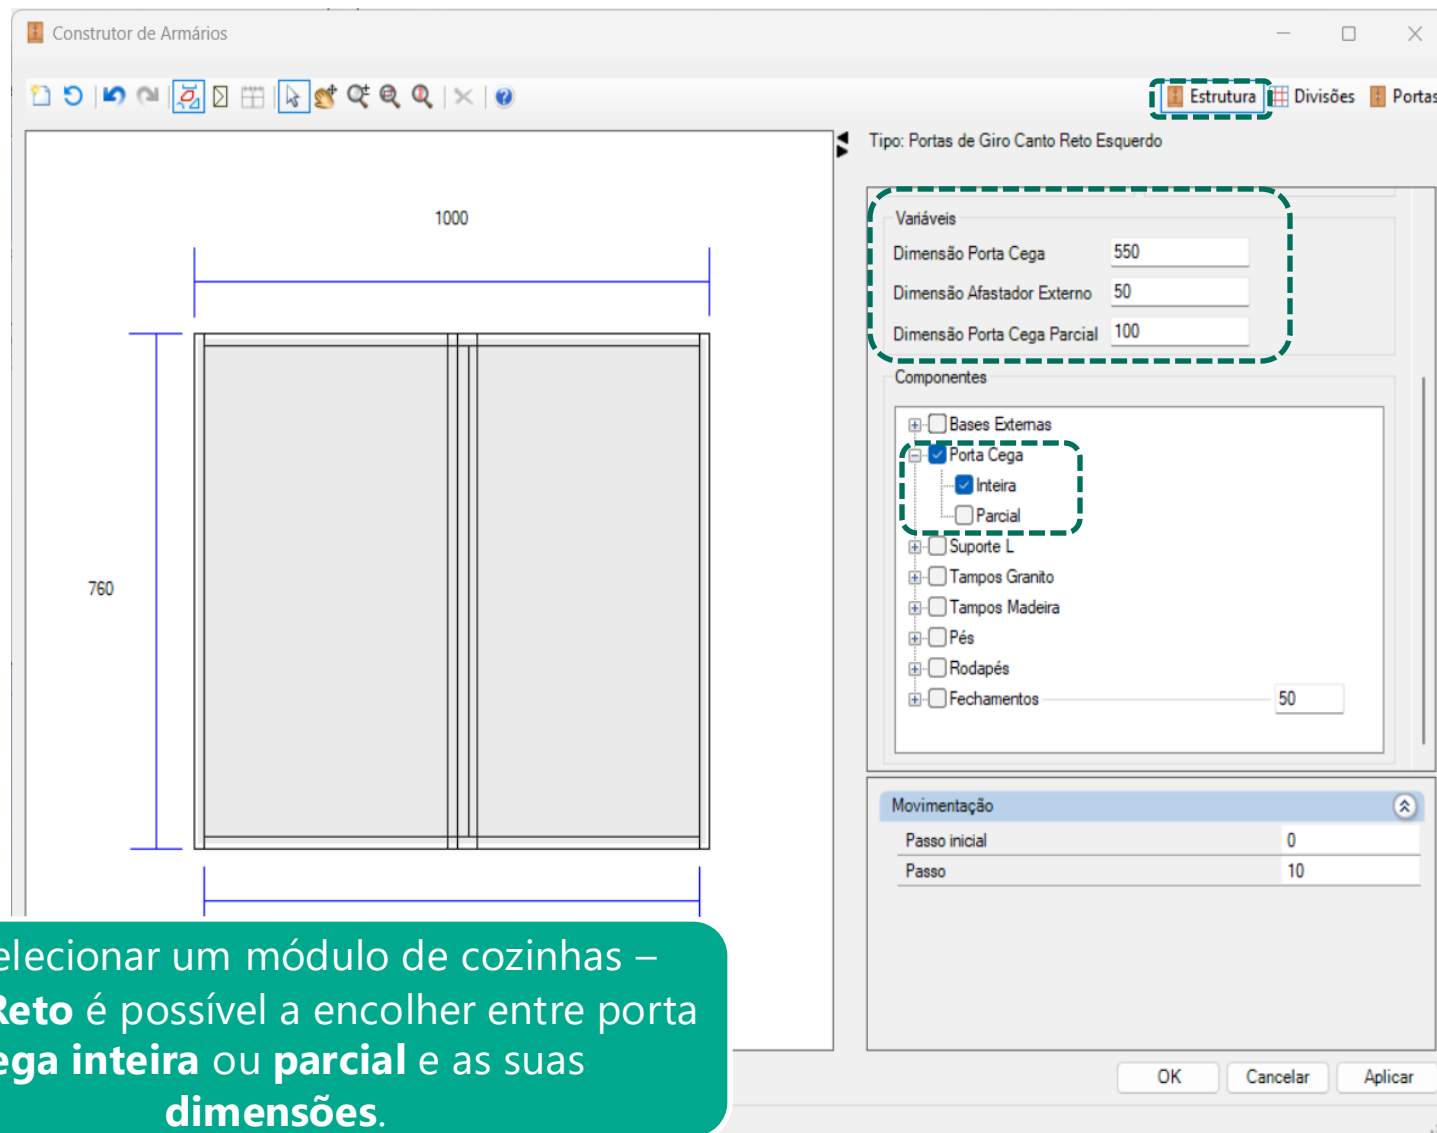 Construtor de Armários
Estrutura Divisões Portas
Tipo: Portas de Giro Canto Reto Esquerdo
1000
760
Variáveis
Dimensão Porta Cega 550
Dimensão Afastador Externo 50
Dimensão Porta Cega Parcial 100
Componentes
Bases Externas
Porta Cega
Inteira
Parcial
Suporte L
Tampos Granito
Tampos Madeira
Pés
Rodapés
Fechamentos 50
Movimentação
Passo inicial 0
Passo 10
elecionar um módulo de cozinhas –
Reto é possível a encolher entre porta
ega inteira ou parcial e as suas
dimensões.
OK Cancelar Aplicar